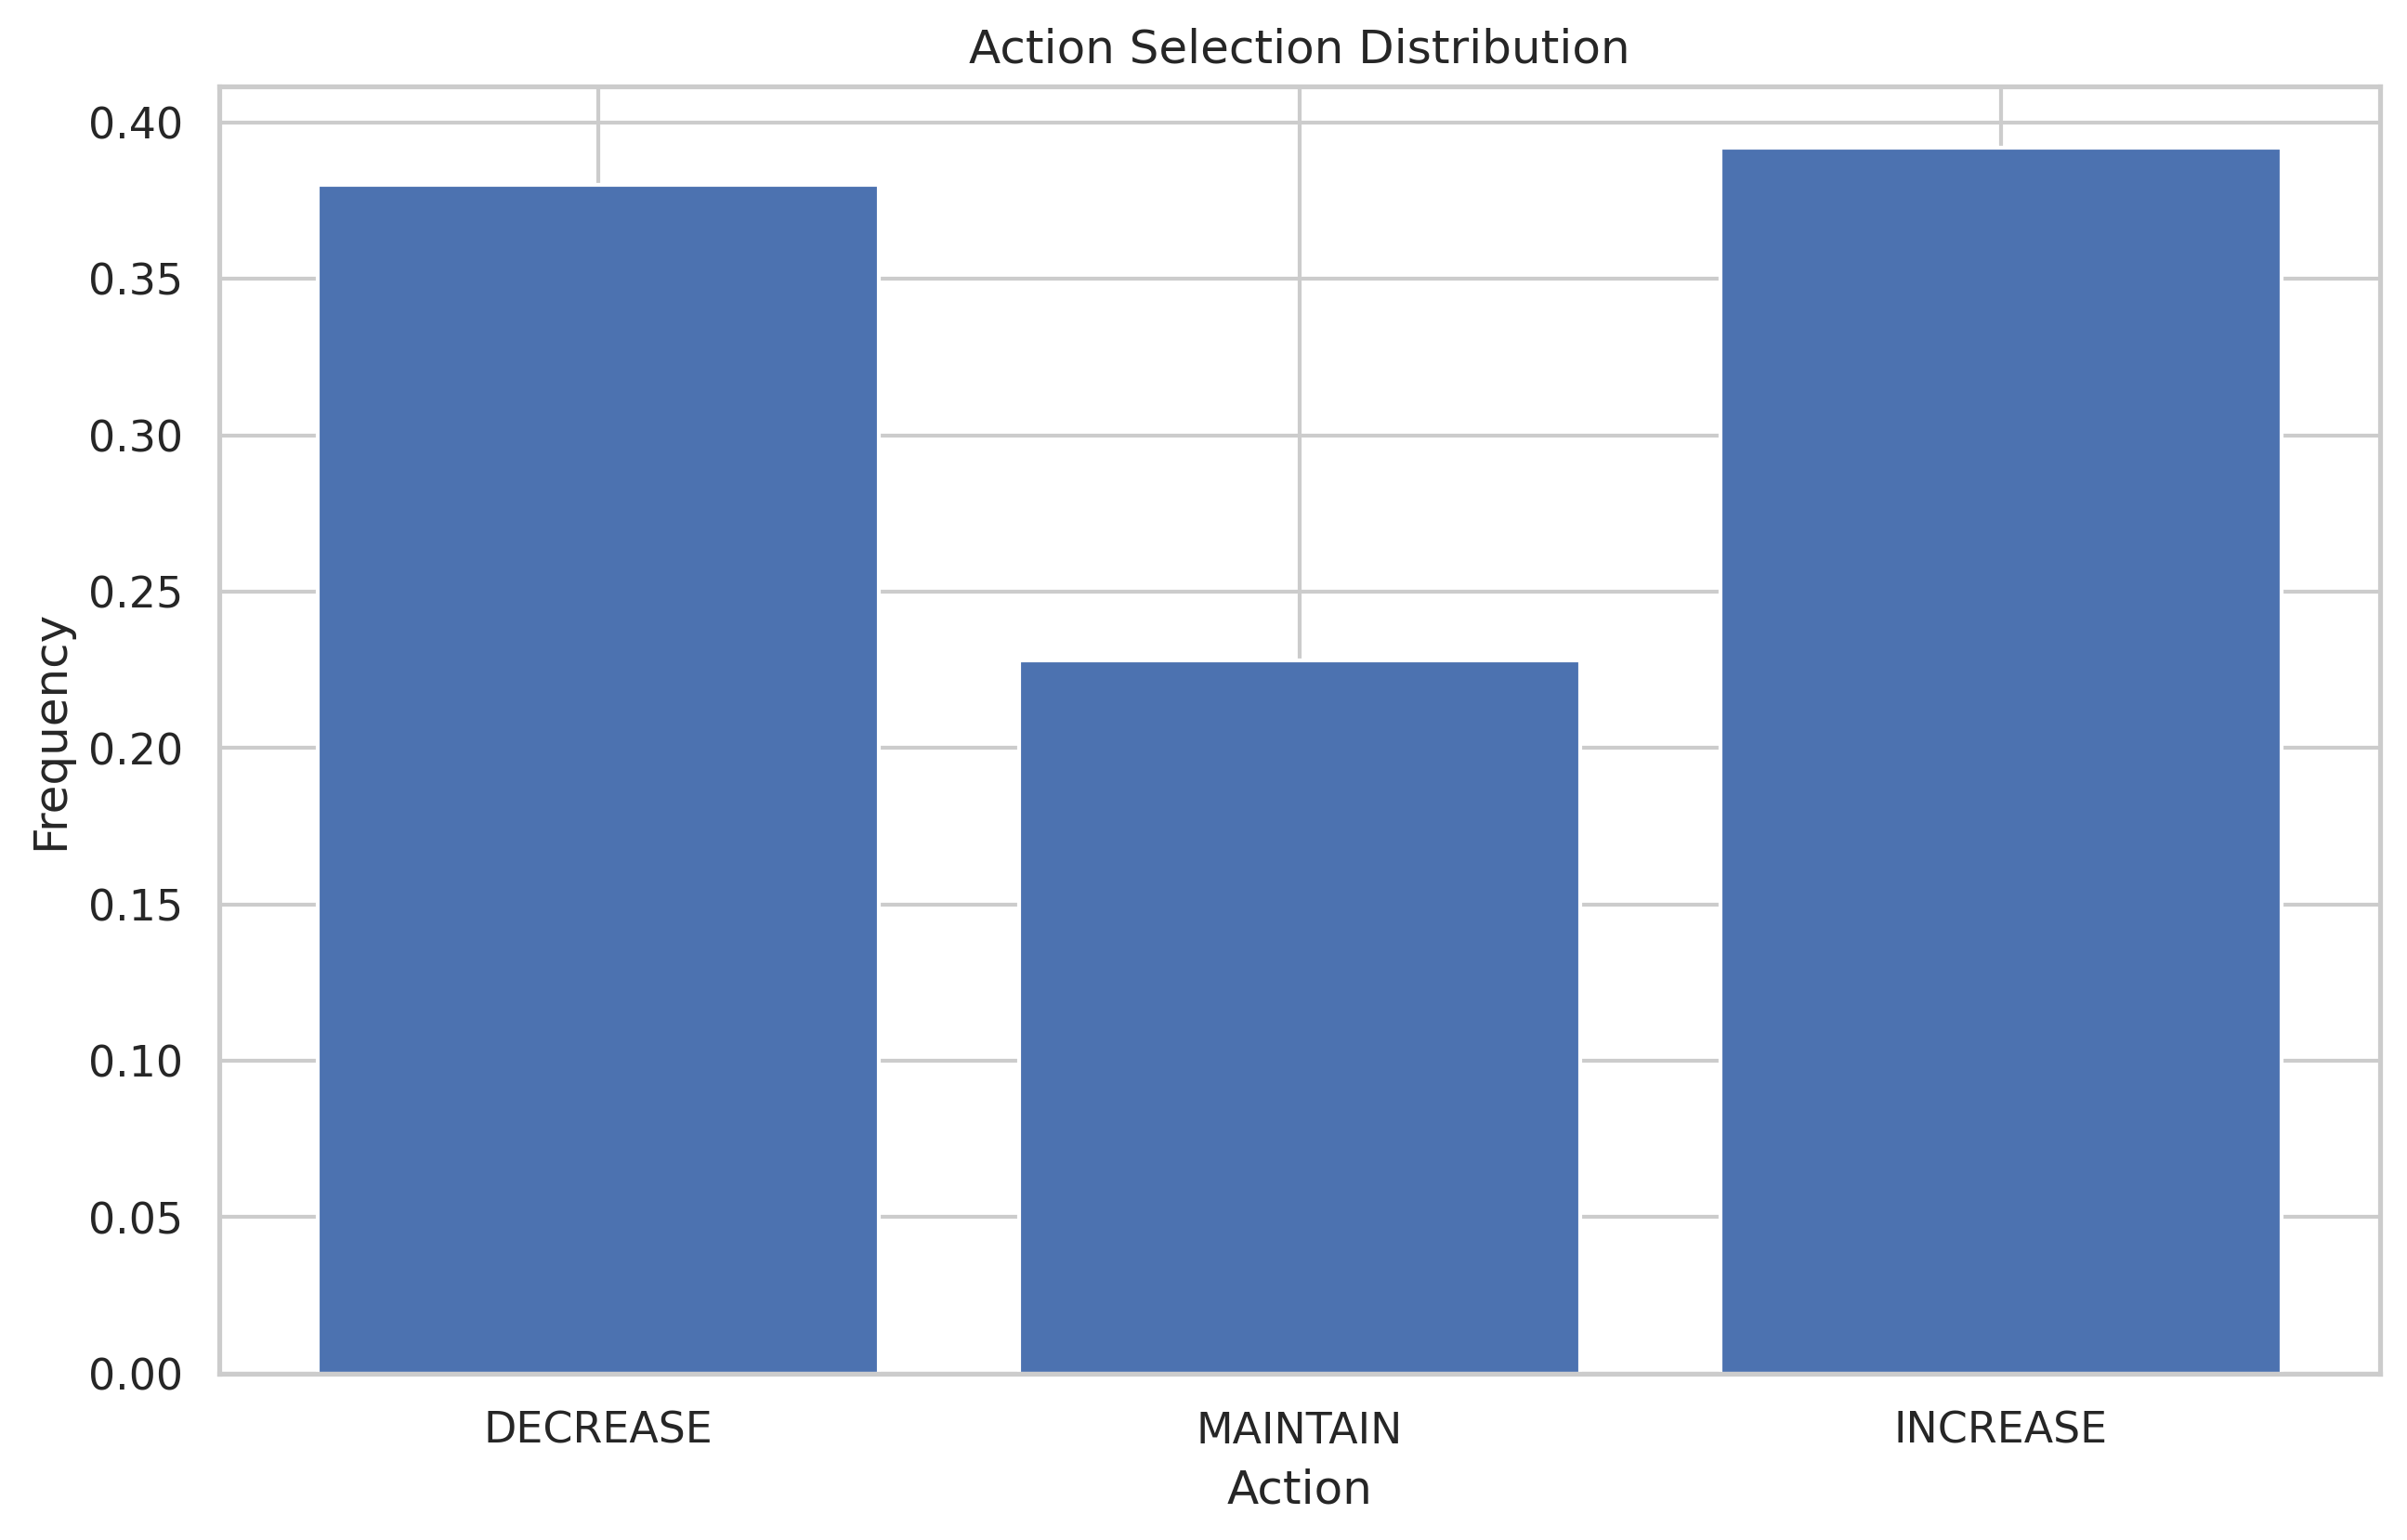 Action Selection Distribution
0.40
0.35
0.30
0.25
0.20
0.15
0.10
0.05
0.00
Frequency
DECREASE MAINTAIN INCREASE
Action